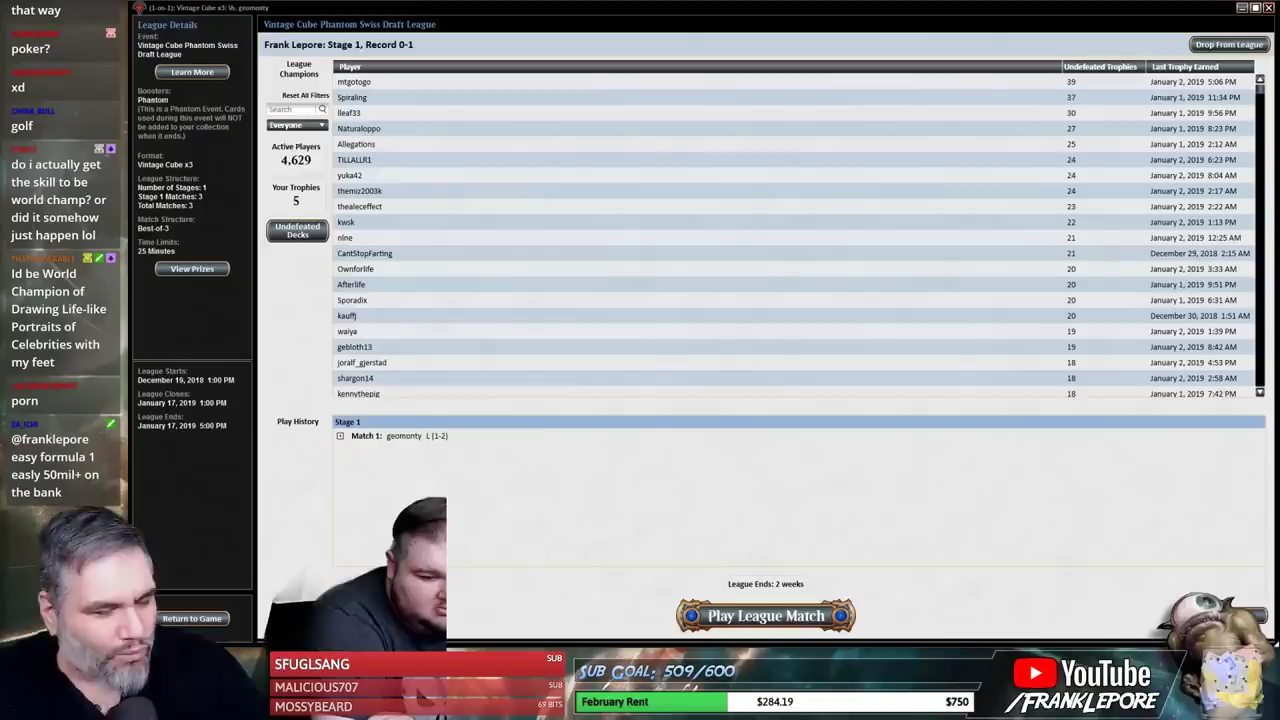 that way
poker?
xd
CHINA_BULL
golf
do i actually get
the skill to be
world champ? or
did it somehow
just happen lol
Id be World
Champion of
Drawing Life-like
Portraits of
Celebrities with
my feet
porn
ZA_ICHI
@franklepore
easy formula 1
easly 50mil+ on
the bank
(1-on-1): Vintage Cube x3: Vs. geomonty
League Details
Event:
Vintage Cube Phantom Swiss
Draft League
Learn More
Boosters:
Phantom
(This is a Phantom Event. Cards
used during this event will NOT
be added to your collection
when it ends.)
Format:
Vintage Cube x3
League Structure:
Number of Stages: 1
Stage 1 Matches: 3
Total Matches: 3
Match Structure:
Best-of-3
Time Limits:
25 Minutes
View Prizes
League Starts:
December 19, 2018 1:00 PM
League Closes:
January 17, 2019 1:00 PM
League Ends:
January 17, 2019 5:00 PM
Return to Game
Vintage Cube Phantom Swiss Draft League
Frank Lepore: Stage 1, Record 0-1
Drop From League
League
Champions
Reset All Filters
Search
Everyone
Active Players
4,629
Your Trophies
5
Undefeated
Decks
Player Undefeated Trophies Last Trophy Earned
mtgotogo 39 January 2, 2019 5:06 PM
Spiraling 37 January 1, 2019 11:34 PM
lleaf33 30 January 2, 2019 9:56 PM
Naturaloppo 27 January 1, 2019 8:23 PM
Allegations 25 January 1, 2019 2:12 AM
TILLALLR1 24 January 2, 2019 6:23 PM
yuka42 24 January 2, 2019 8:04 AM
themiz2003k 24 January 2, 2019 2:17 AM
thealeceffect 23 January 2, 2019 2:22 AM
kwsk 22 January 2, 2019 1:13 PM
nlne 21 January 2, 2019 12:25 AM
CantStopFarting 21 December 29, 2018 2:15 AM
Ownforlife 20 January 2, 2019 3:33 AM
Afterlife 20 January 1, 2019 9:51 PM
Sporadix 20 January 1, 2019 6:31 AM
kauffj 20 December 30, 2018 1:51 AM
waiya 19 January 2, 2019 1:39 PM
gebloth13 19 January 2, 2019 8:42 AM
joralf_gjerstad 18 January 2, 2019 4:53 PM
shargon14 18 January 2, 2019 2:58 AM
kennythepig 18 January 1, 2019 7:42 PM
Play History
Stage 1
Match 1: geomonty L (1-2)
League Ends: 2 weeks
Play League Match
SFUGLSANG SUB
MALICIOUS707 SUB
MOSSYBEARD 69 BITS
SUB GOAL: 509/600
February Rent $284.19 $750
YouTube
/FRANKLEPORE